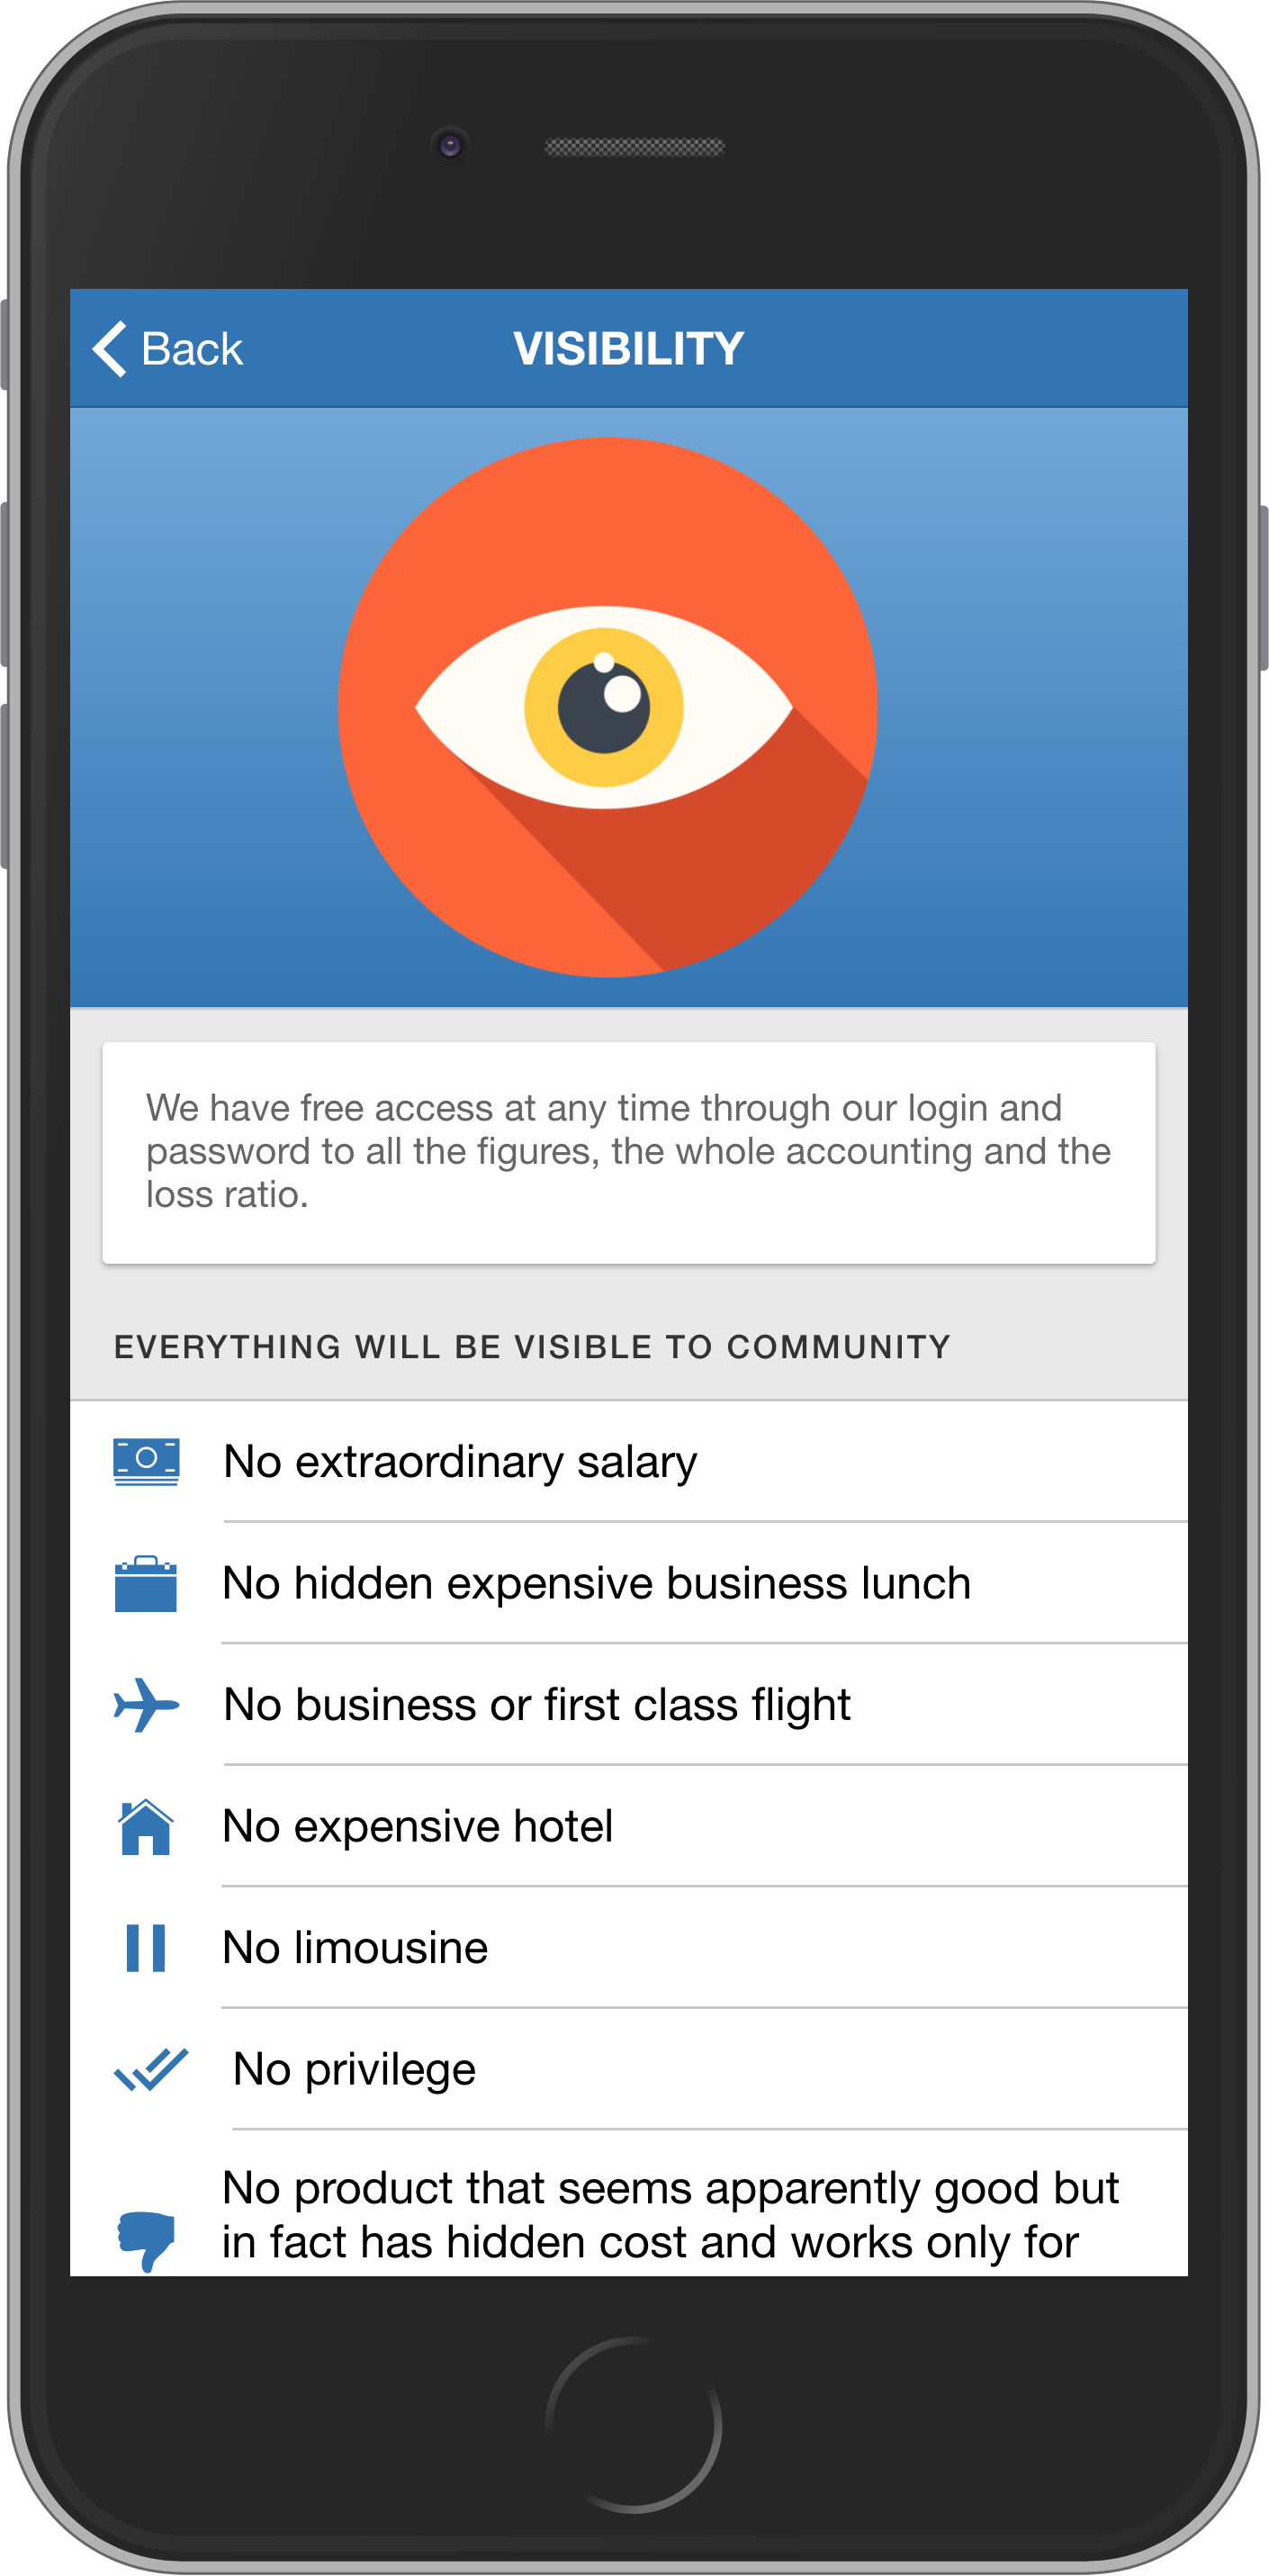 Back
VISIBILITY
We have free access at any time through our login and
password to all the figures, the whole accounting and the
loss ratio.
EVERYTHING WILL BE VISIBLE TO COMMUNITY
No extraordinary salary
No hidden expensive business lunch
No business or first class flight
No expensive hotel
No limousine
No privilege
No product that seems apparently good but
in fact has hidden cost and works only for